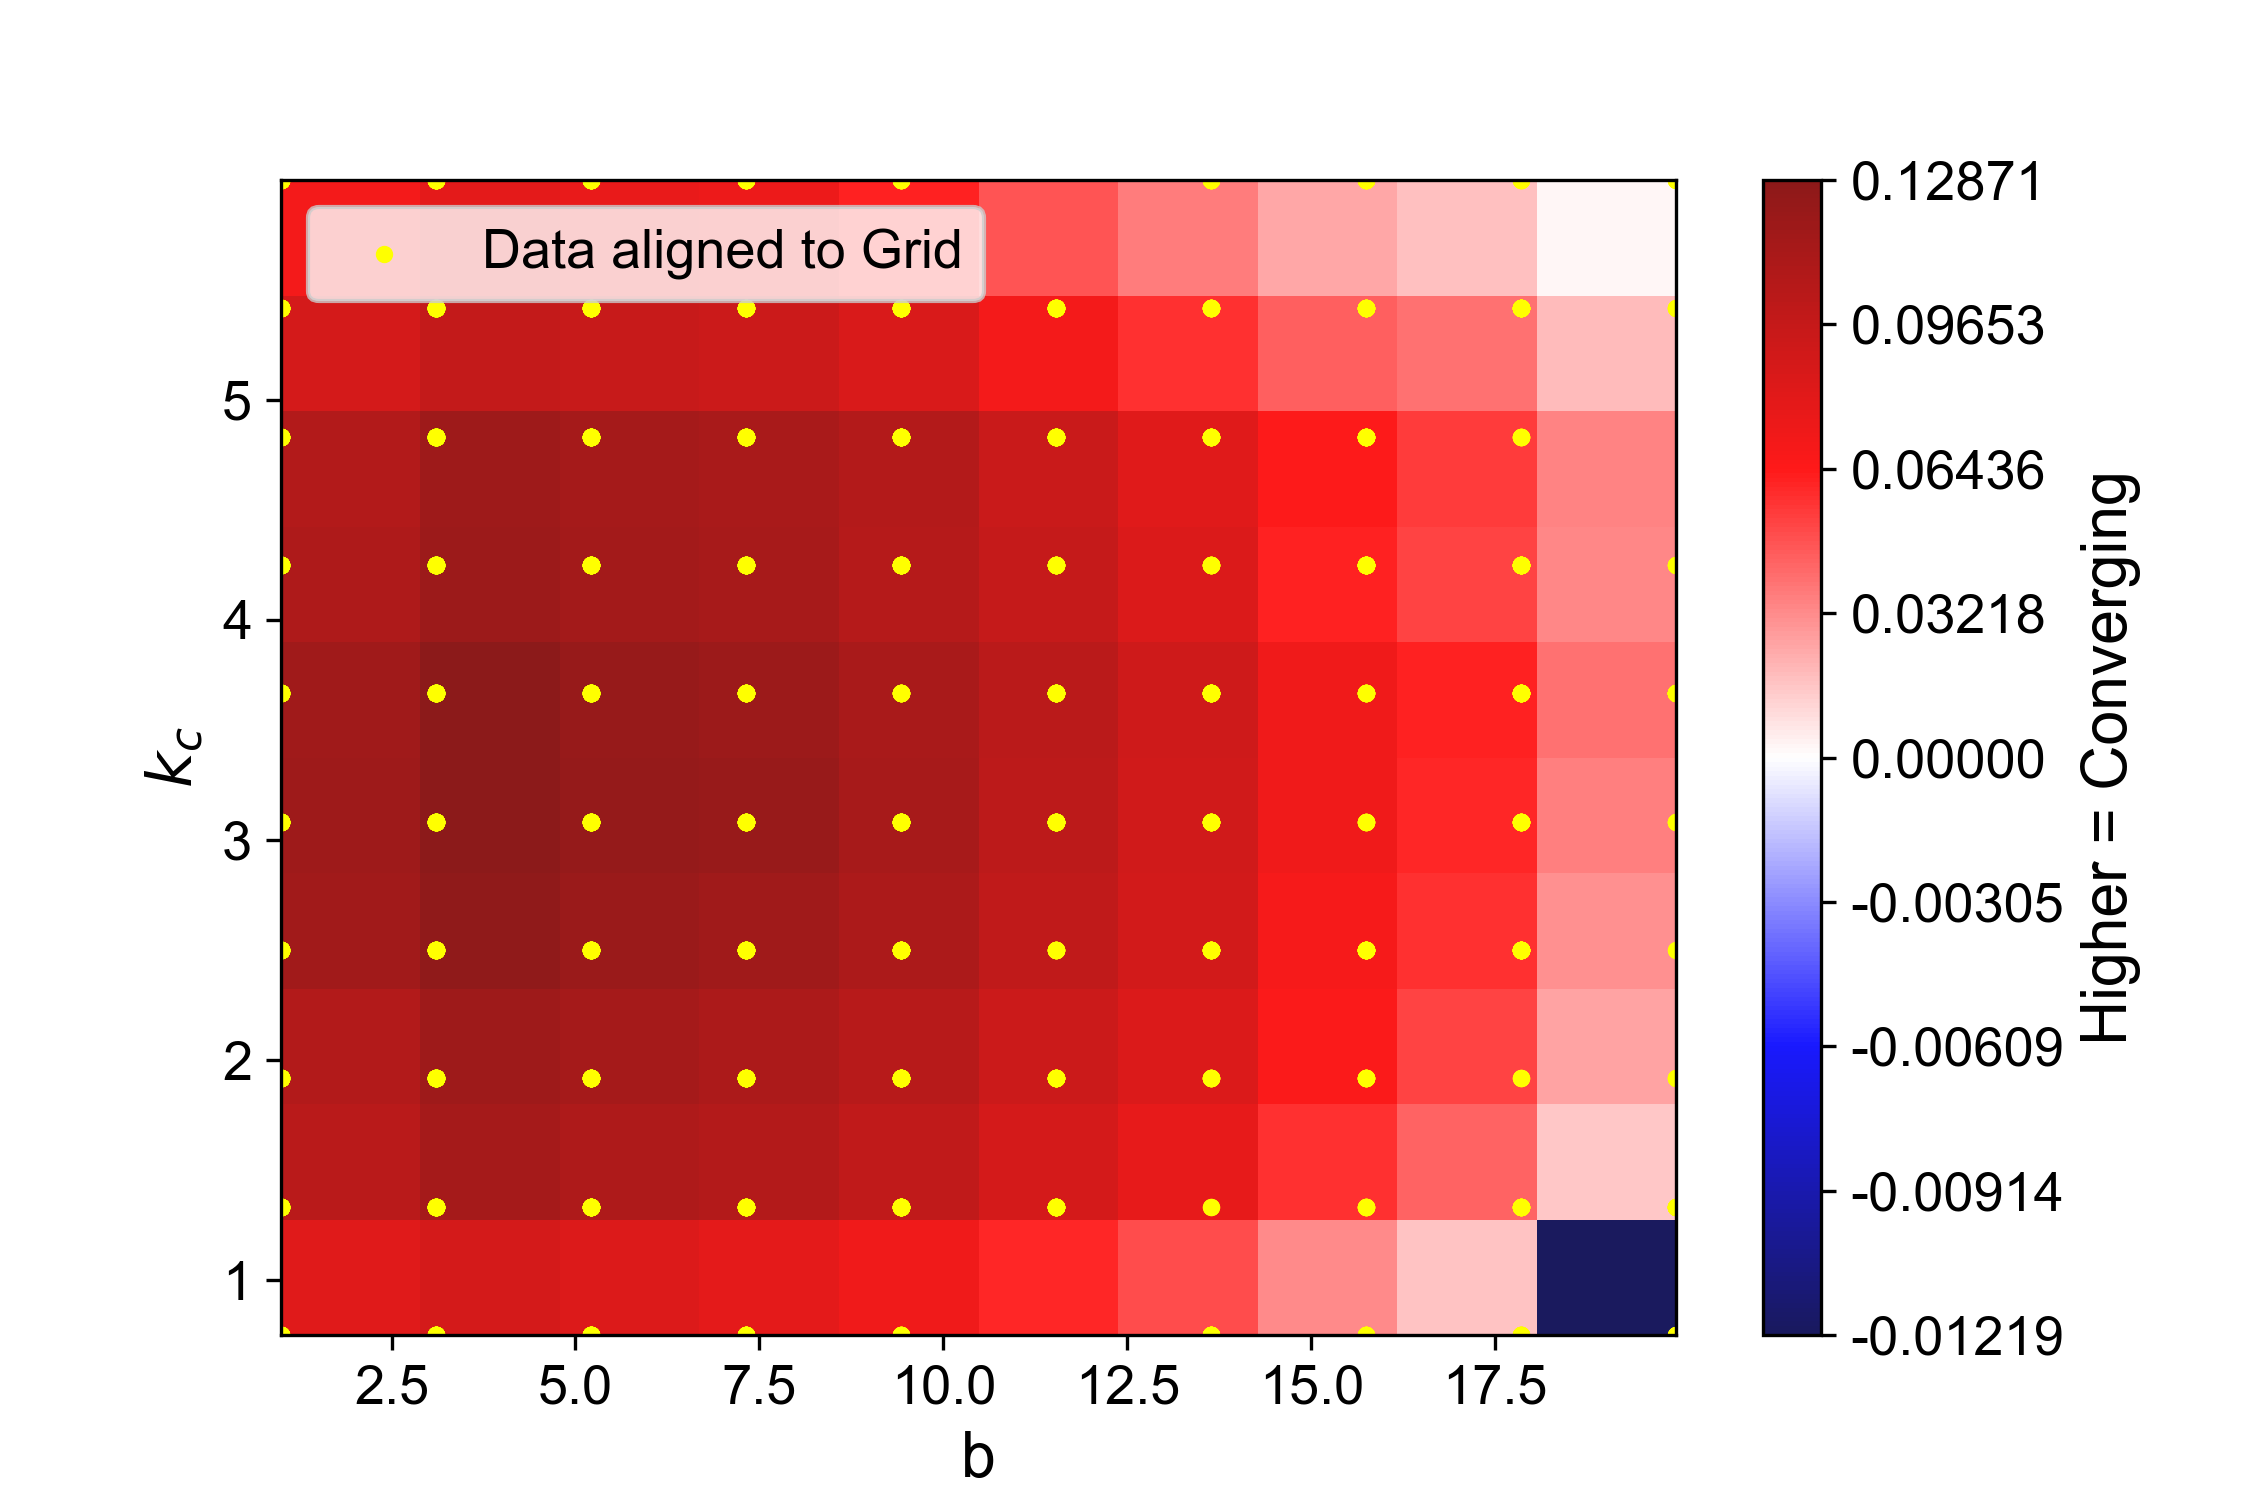 Data aligned to Grid
5
4
3
2
1
k_c
2.5 5.0 7.5 10.0 12.5 15.0 17.5
b
0.12871
0.09653
0.06436
0.03218
0.00000
-0.00305
-0.00609
-0.00914
-0.01219
Higher = Converging